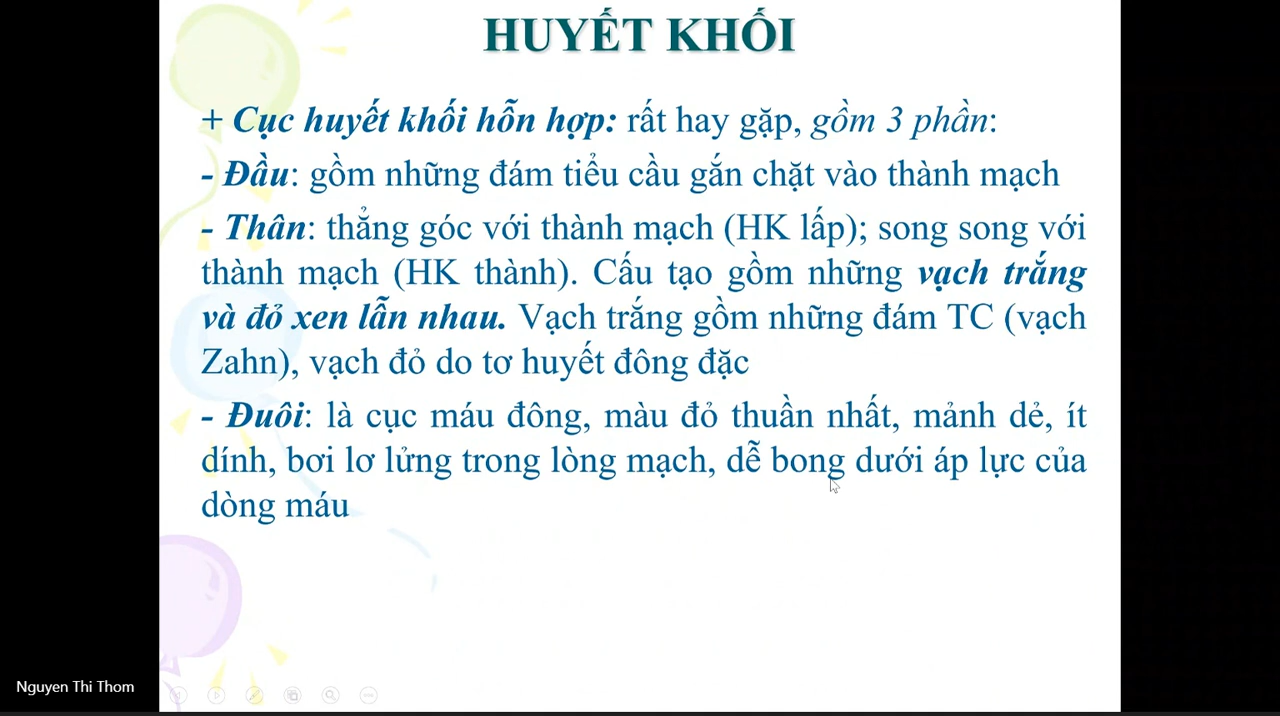 HUYẾT KHỐI
+ Cục huyết khối hỗn hợp: rất hay gặp, gồm 3 phần:
- Đầu: gồm những đám tiểu cầu gắn chặt vào thành mạch
- Thân: thẳng góc với thành mạch (HK lấp); song song với
thành mạch (HK thành). Cấu tạo gồm những vạch trắng
và đỏ xen lẫn nhau. Vạch trắng gồm những đám TC (vạch
Zahn), vạch đỏ do tơ huyết đông đặc
- Đuôi: là cục máu đông, màu đỏ thuần nhất, mảnh dẻ, ít
dính, bơi lơ lửng trong lòng mạch, dễ bong dưới áp lực của
dòng máu
Nguyen Thi Thom